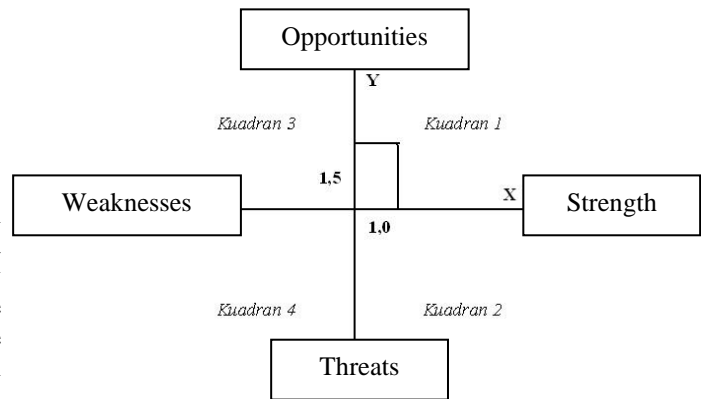 Opportunities
Y
Kuadran 3
Kuadran 1
1,5
Weaknesses
X
Strength
1,0
Kuadran 4
Kuadran 2
Threats